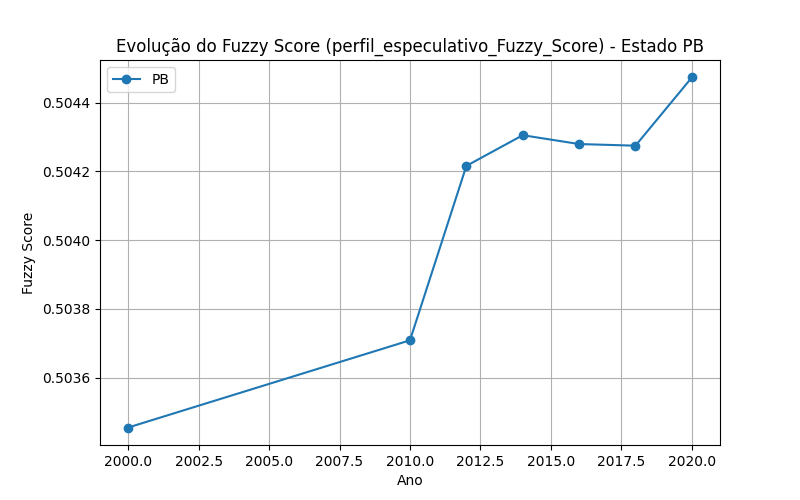 Evolução do Fuzzy Score (perfil_especulativo_Fuzzy_Score) - Estado PB
PB
0.5044
0.5042
0.5040
0.5038
0.5036
Fuzzy Score
2000.0 2002.5 2005.0 2007.5 2010.0 2012.5 2015.0 2017.5 2020.0
Ano